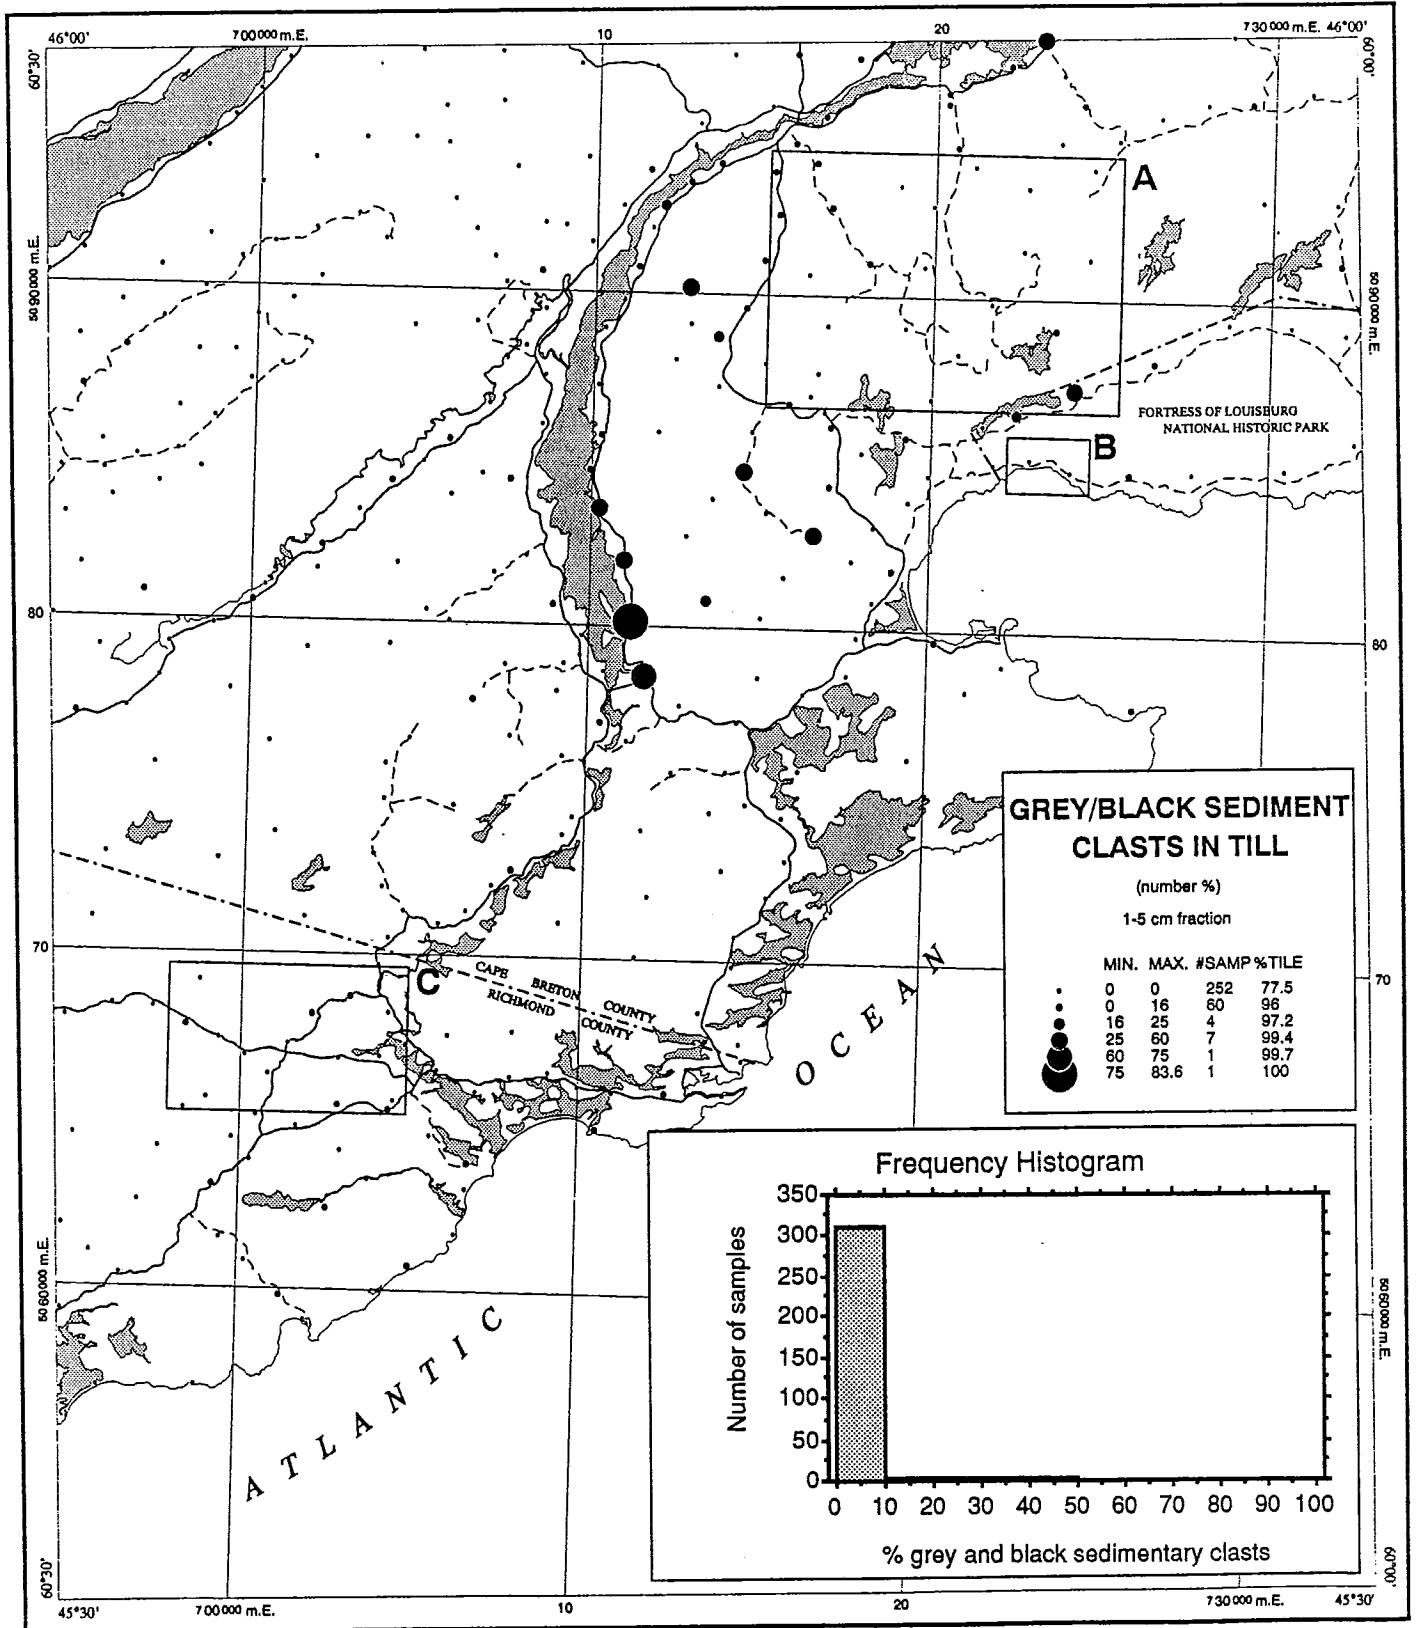 46°00'
700000 m.E.
10
20
730000 m.E. 46°00'
60°30'
60°00'
A
5090000 m.E.
5090000 m.E.
FORTRESS OF LOUISBURG
NATIONAL HISTORIC PARK
B
80
80
GREY/BLACK SEDIMENT
CLASTS IN TILL
(number %)
1-5 cm fraction
MIN. MAX. #SAMP %TILE
0 0 252 77.5
0 16 60 96
16 25 4 97.2
25 60 7 99.4
60 75 1 99.7
75 83.6 1 100
70
70
C
CAPE BRETON COUNTY
RICHMOND COUNTY
ATLANTIC OCEAN
5060000 m.E.
5060000 m.E.
Frequency Histogram
Number of samples
350
300
250
200
150
100
50
0
0 10 20 30 40 50 60 70 80 90 100
% grey and black sedimentary clasts
60°30'
60°00'
45°30'
700000 m.E.
10
20
730000 m.E.
45°30'